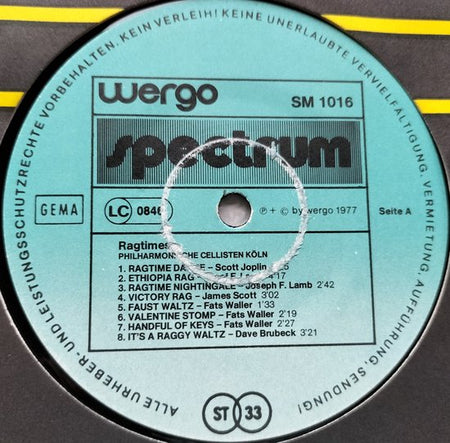 ALLE URHEBER- UND LEISTUNGSSCHUTZRECHTE VORBEHALTEN. KEIN VERLEIH! KEINE UNERLAUBTE VERVIELFÄLTIGUNG, VERMIETUNG, AUFFÜHRUNG, SENDUNG!
wergo
SM 1016
spectrum
GEMA
LC
℗ + © by wergo 1977
Seite A
Ragtimes
CELLISTEN KÖLN
1. RAGTIME – Scott Joplin
2. ETHIOPIA RAG
3. RAGTIME NIGHTINGALE – Joseph F. Lamb 2'42
4. VICTORY RAG – James Scott 3'02
5. FAUST WALTZ – Fats Waller 1'33
6. VALENTINE STOMP – Fats Waller 2'19
7. HANDFUL OF KEYS – Fats Waller 2'27
8. IT'S A RAGGY WALTZ – Dave Brubeck 3'21
ST 33